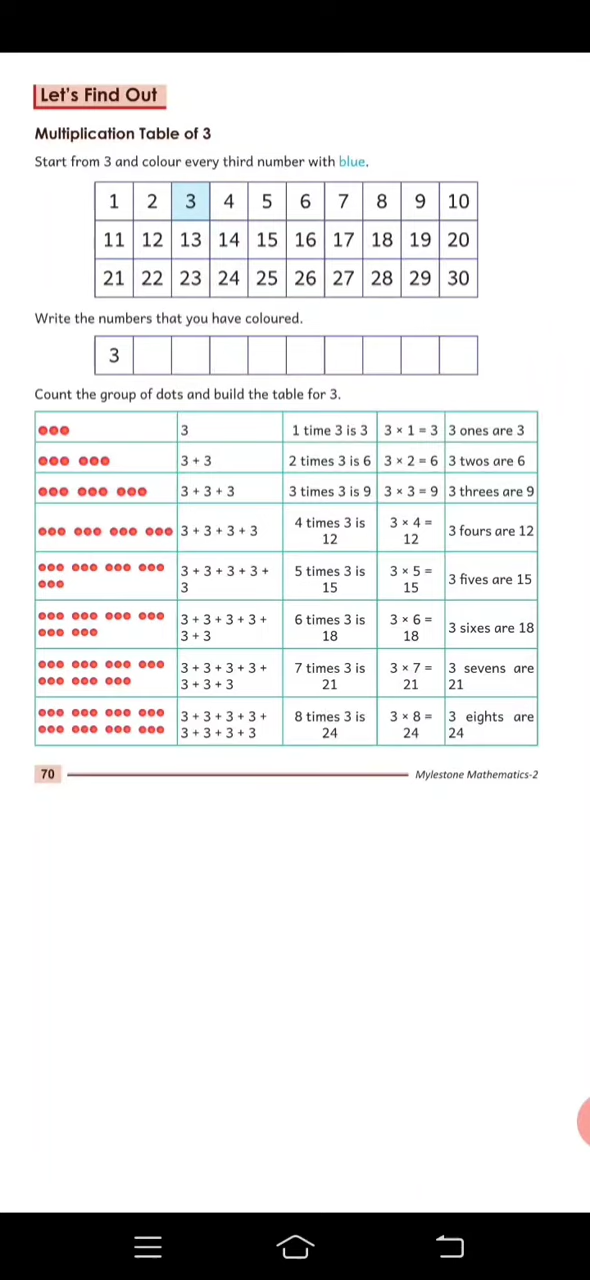 Let's Find Out
Multiplication Table of 3
Start from 3 and colour every third number with blue.
1 2 3 4 5 6 7 8 9 10
11 12 13 14 15 16 17 18 19 20
21 22 23 24 25 26 27 28 29 30
Write the numbers that you have coloured.
3
Count the group of dots and build the table for 3.
3 1 time 3 is 3 3 × 1 = 3 3 ones are 3
3 + 3 2 times 3 is 6 3 × 2 = 6 3 twos are 6
3 + 3 + 3 3 times 3 is 9 3 × 3 = 9 3 threes are 9
3 + 3 + 3 + 3 4 times 3 is 12 3 × 4 = 12 3 fours are 12
3 + 3 + 3 + 3 + 3 5 times 3 is 15 3 × 5 = 15 3 fives are 15
3 + 3 + 3 + 3 + 3 + 3 6 times 3 is 18 3 × 6 = 18 3 sixes are 18
3 + 3 + 3 + 3 + 3 + 3 + 3 7 times 3 is 21 3 × 7 = 21 3 sevens are 21
3 + 3 + 3 + 3 + 3 + 3 + 3 + 3 8 times 3 is 24 3 × 8 = 24 3 eights are 24
70 Mylestone Mathematics-2